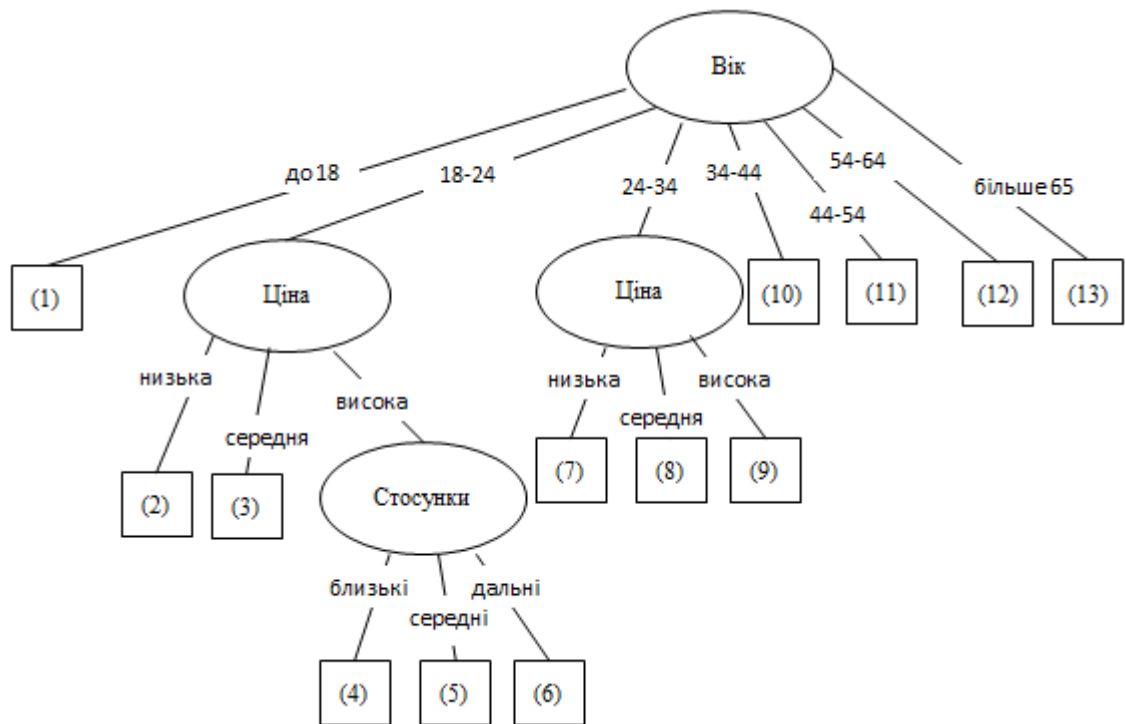 Вік
до 18
18-24
24-34
34-44
44-54
54-64
більше 65
(1)
Ціна
Ціна
(10)
(11)
(12)
(13)
низька
середня
висока
низька
середня
висока
(2)
(3)
Стосунки
(7)
(8)
(9)
близькі
середні
дальні
(4)
(5)
(6)